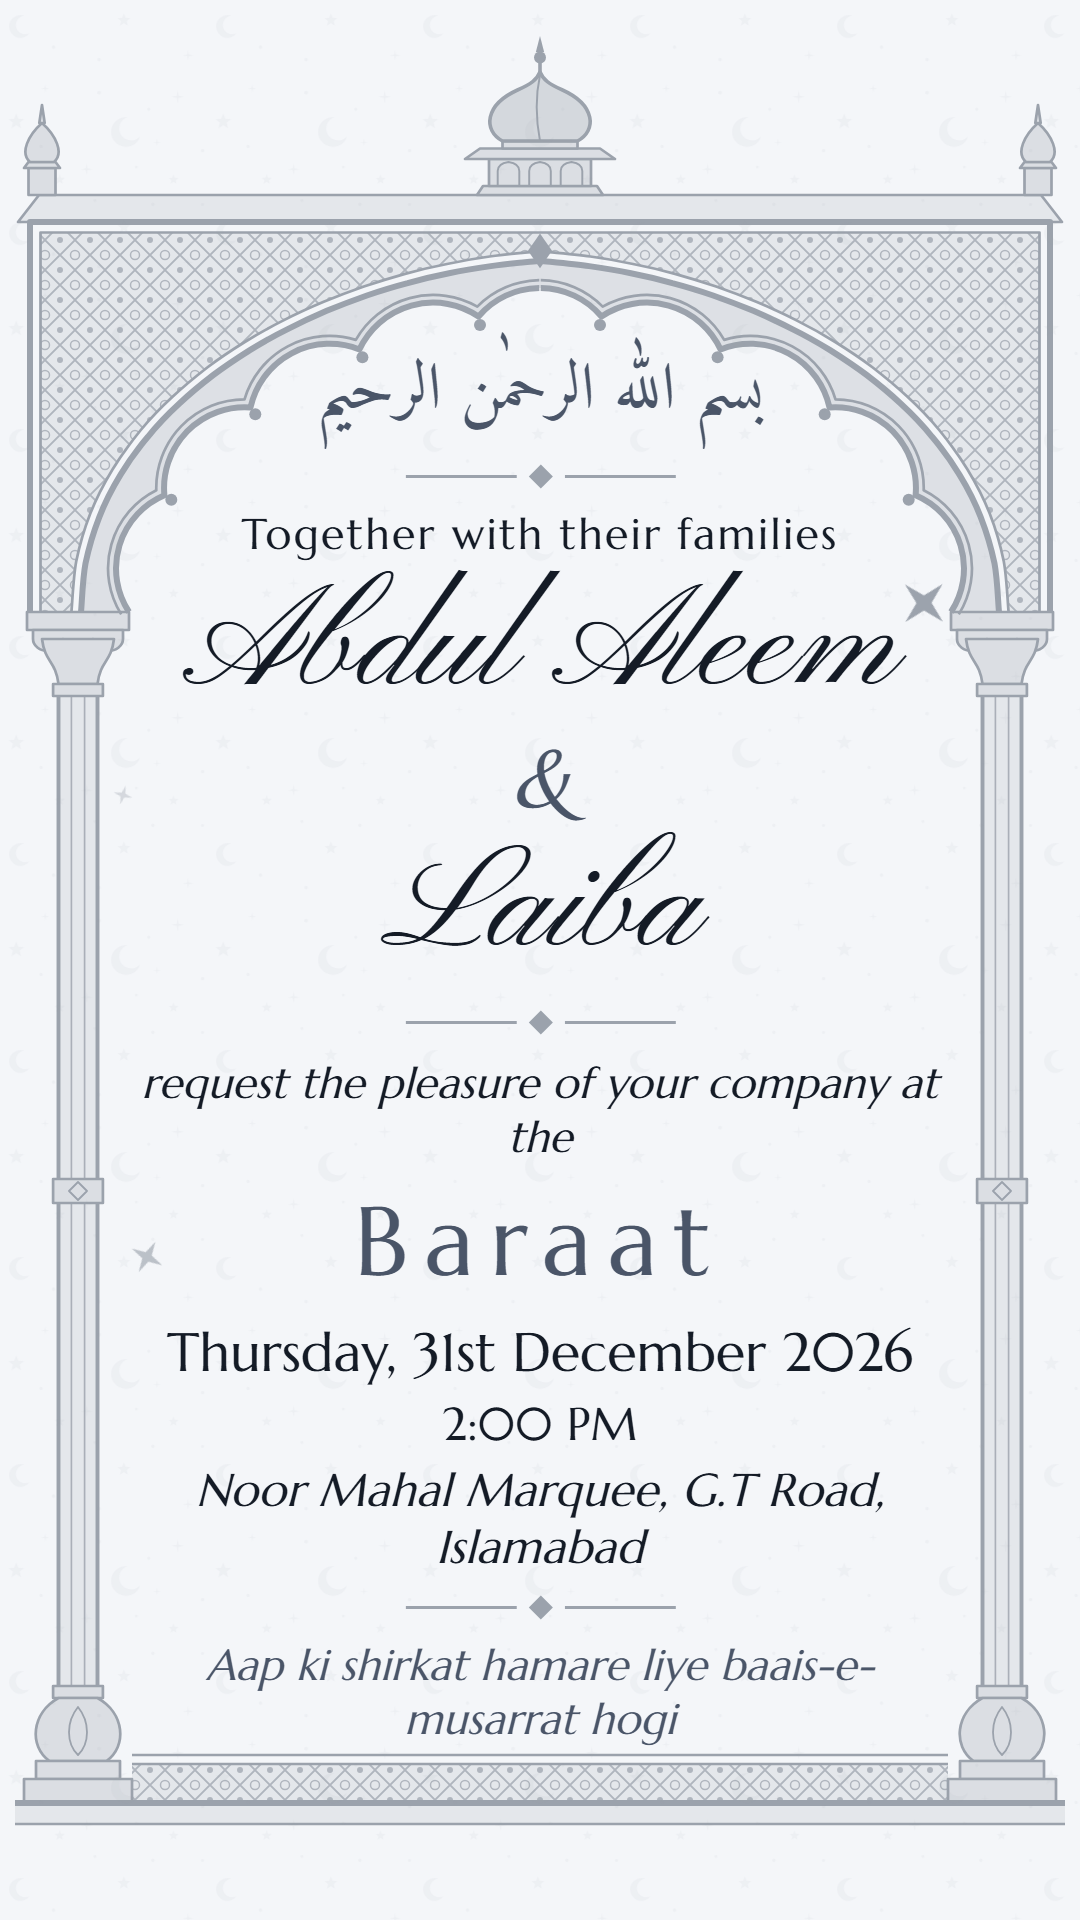 بسم الله الرحمٰن الرحيم
Together with their families
Abdul Aleem
&
Laiba
request the pleasure of your company at
the
Baraat
Thursday, 31st December 2026
2:00 PM
Noor Mahal Marquee, G.T Road,
Islamabad
Aap ki shirkat hamare liye baais-e-
musarrat hogi